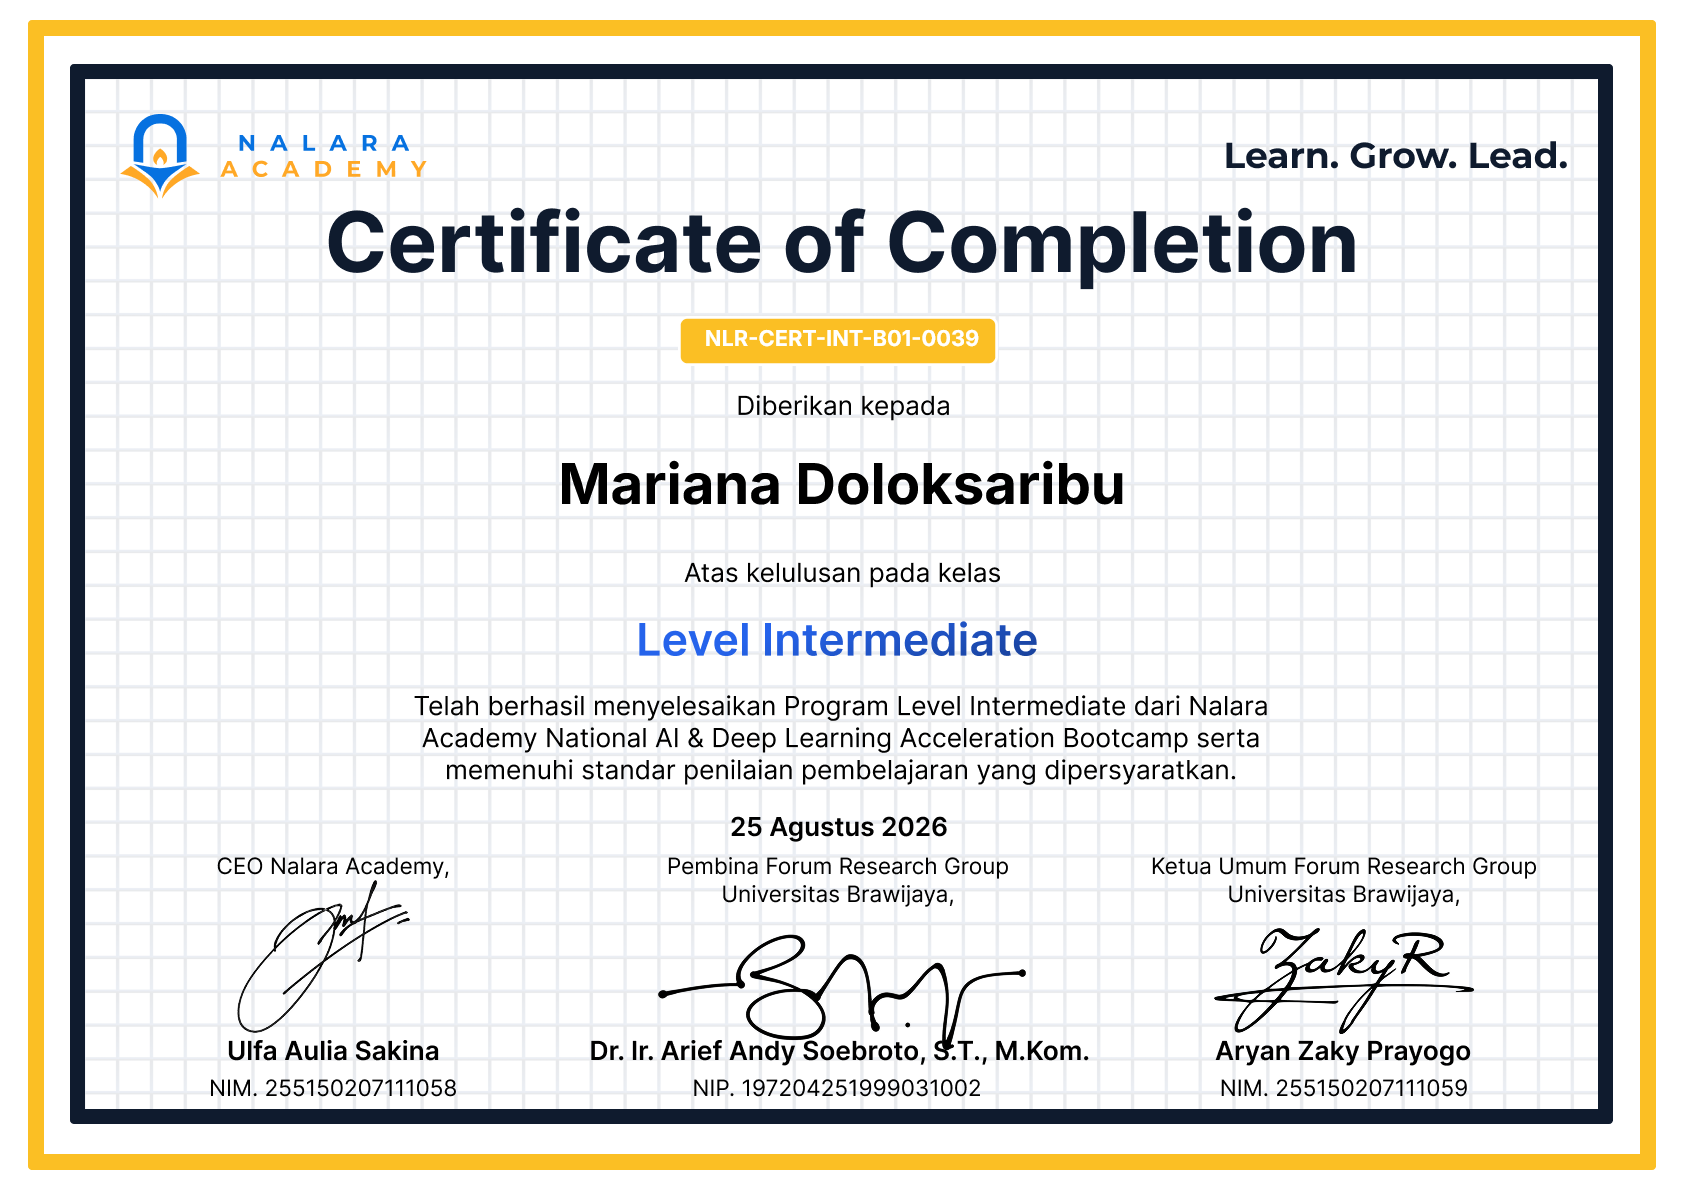 NALARA
ACADEMY
Learn. Grow. Lead.
Certificate of Completion
NLR-CERT-INT-B01-0039
Diberikan kepada
Mariana Doloksaribu
Atas kelulusan pada kelas
Level Intermediate
Telah berhasil menyelesaikan Program Level Intermediate dari Nalara
Academy National AI & Deep Learning Acceleration Bootcamp serta
memenuhi standar penilaian pembelajaran yang dipersyaratkan.
25 Agustus 2026
CEO Nalara Academy,
Pembina Forum Research Group
Universitas Brawijaya,
Ketua Umum Forum Research Group
Universitas Brawijaya,
ZakyR
Ulfa Aulia Sakina
NIM. 255150207111058
Dr. Ir. Arief Andy Soebroto, S.T., M.Kom.
NIP. 197204251999031002
Aryan Zaky Prayogo
NIM. 255150207111059